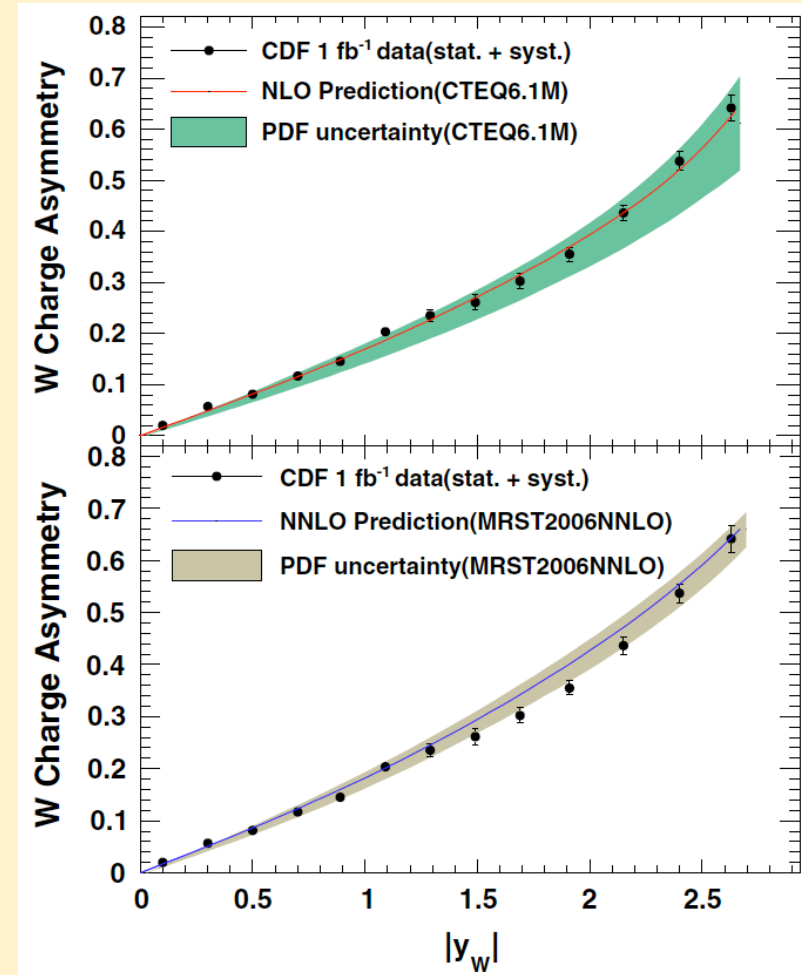 0.8
0.7
0.6
0.5
0.4
0.3
0.2
0.1
0
W Charge Asymmetry
CDF 1 fb⁻¹ data(stat. + syst.)
NLO Prediction(CTEQ6.1M)
PDF uncertainty(CTEQ6.1M)
0.8
0.7
0.6
0.5
0.4
0.3
0.2
0.1
0
W Charge Asymmetry
CDF 1 fb⁻¹ data(stat. + syst.)
NNLO Prediction(MRST2006NNLO)
PDF uncertainty(MRST2006NNLO)
0 0.5 1 1.5 2 2.5
|y_W|